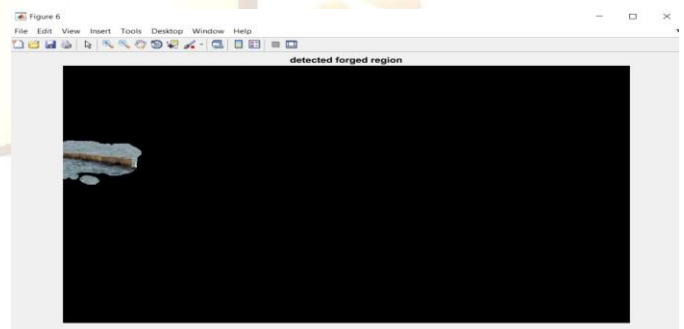 Figure 6
File Edit View Insert Tools Desktop Window Help
detected forged region